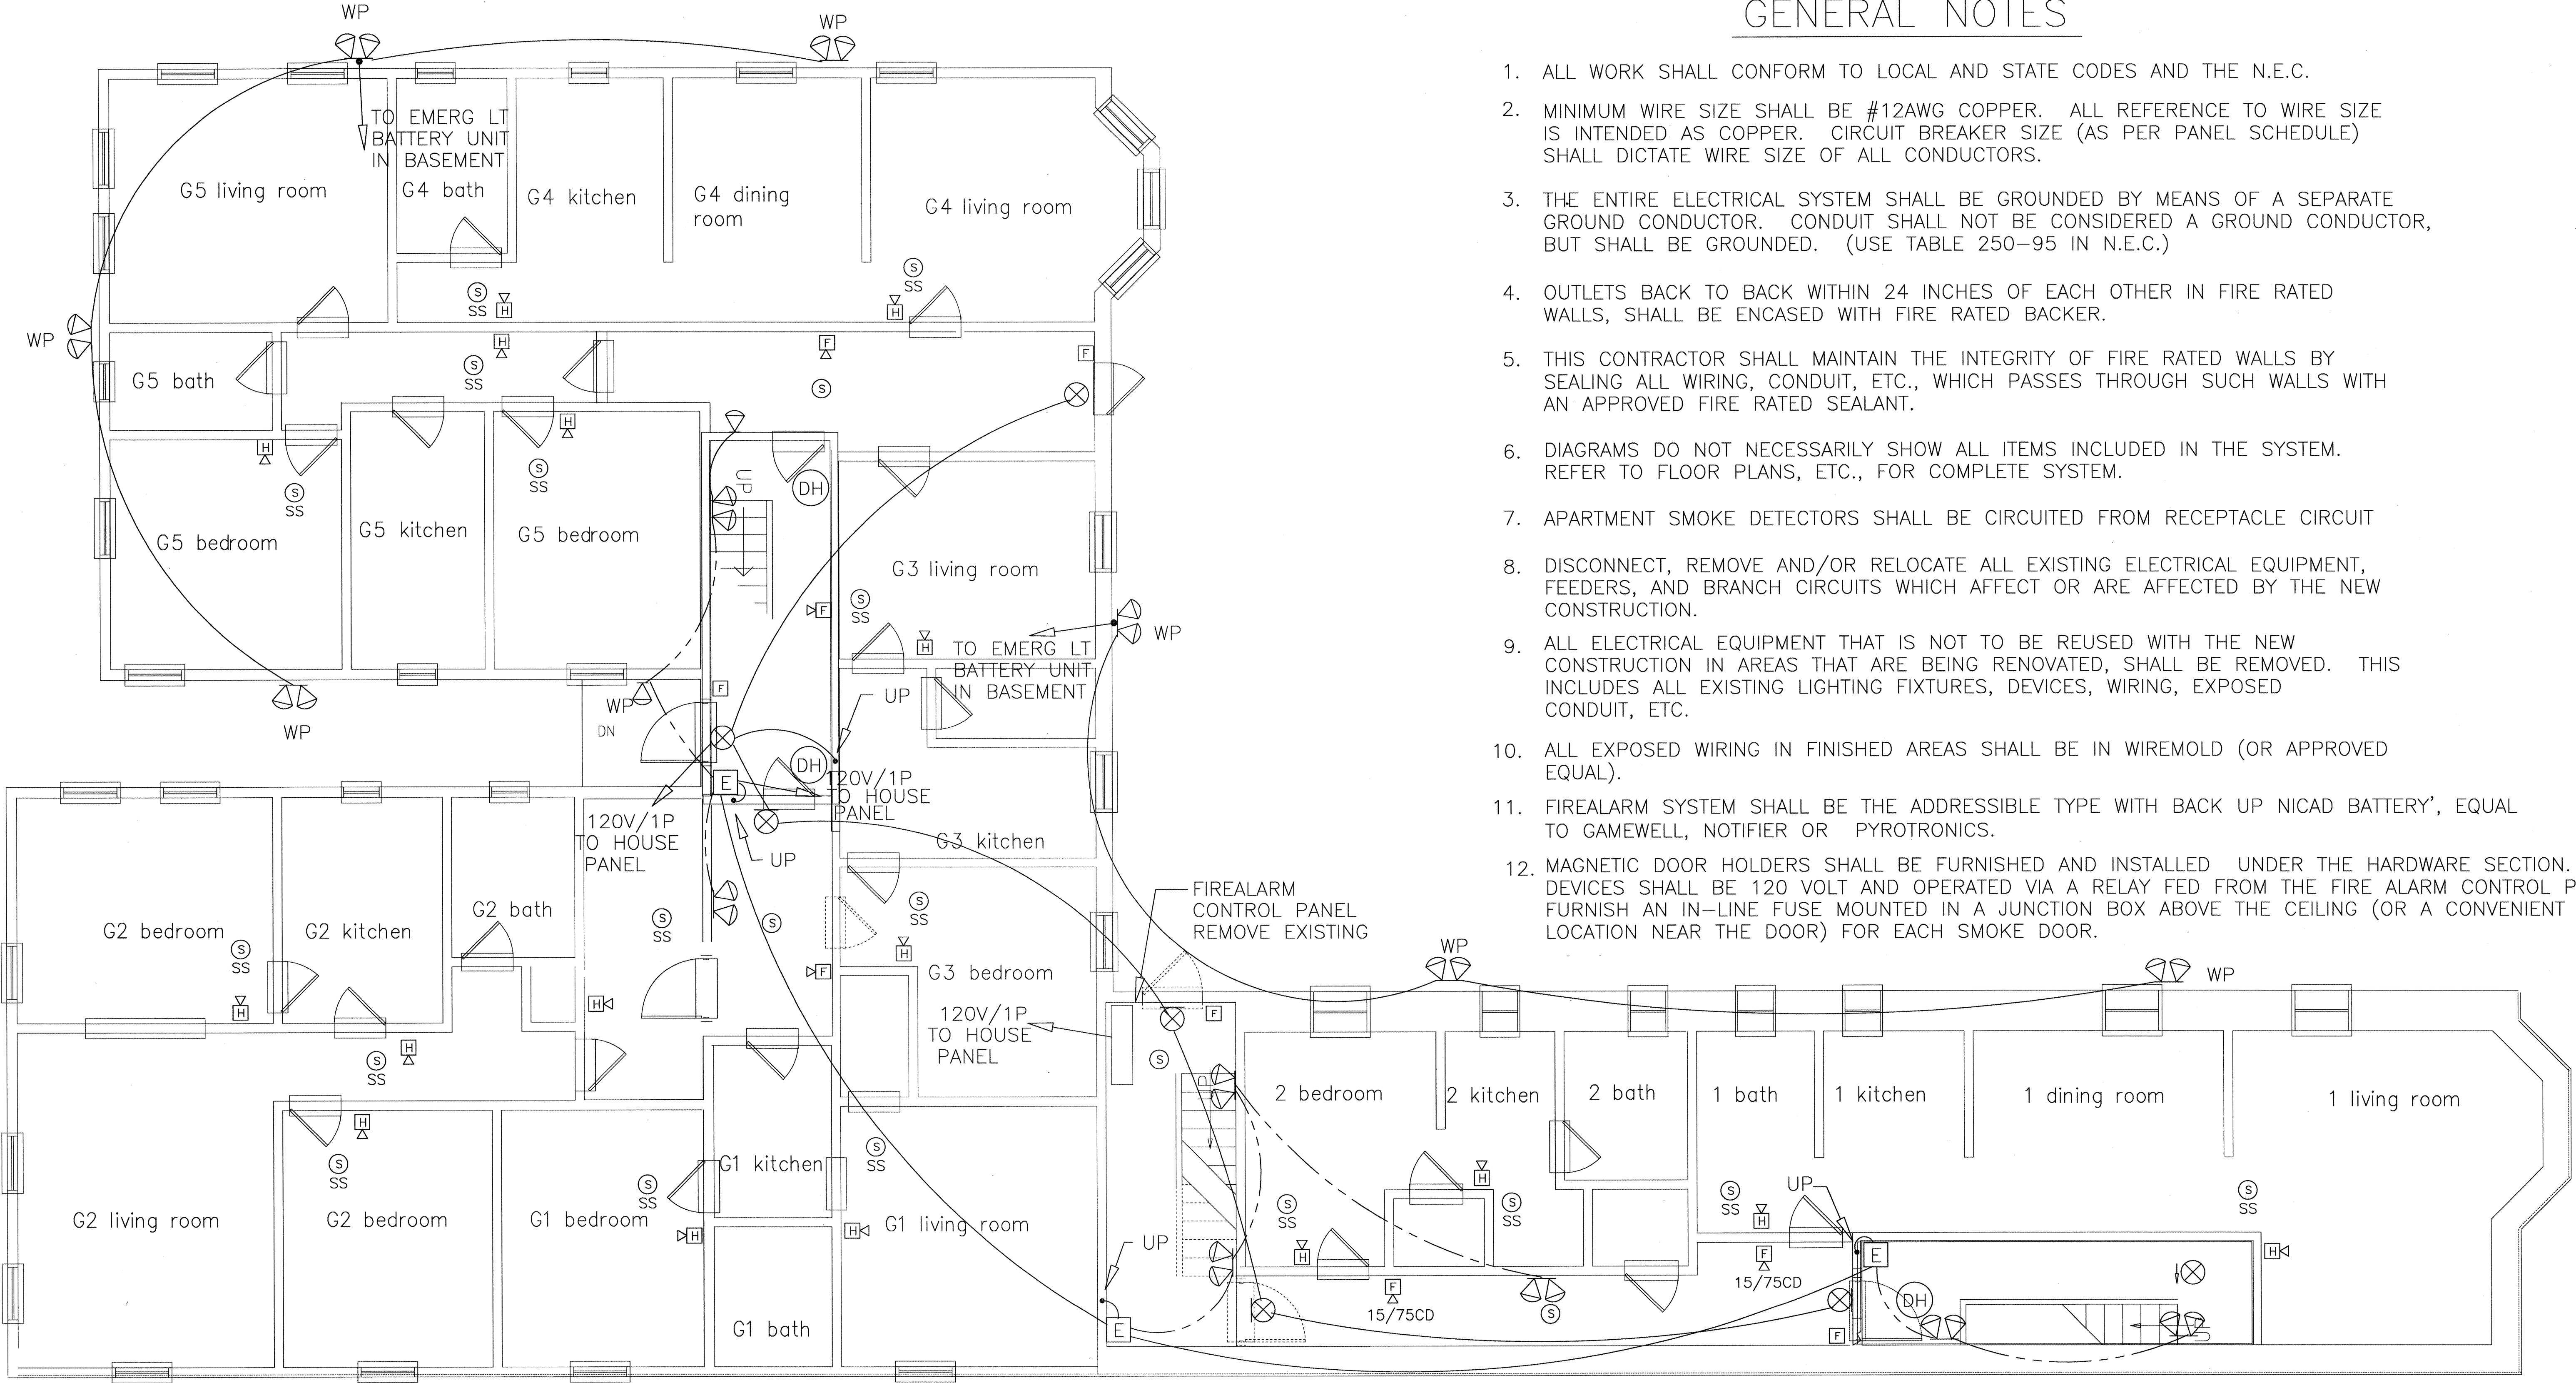 GENERAL NOTES
1. ALL WORK SHALL CONFORM TO LOCAL AND STATE CODES AND THE N.E.C.
2. MINIMUM WIRE SIZE SHALL BE #12AWG COPPER. ALL REFERENCE TO WIRE SIZE
IS INTENDED AS COPPER. CIRCUIT BREAKER SIZE (AS PER PANEL SCHEDULE)
SHALL DICTATE WIRE SIZE OF ALL CONDUCTORS.
3. THE ENTIRE ELECTRICAL SYSTEM SHALL BE GROUNDED BY MEANS OF A SEPARATE
GROUND CONDUCTOR. CONDUIT SHALL NOT BE CONSIDERED A GROUND CONDUCTOR,
BUT SHALL BE GROUNDED. (USE TABLE 250-95 IN N.E.C.)
4. OUTLETS BACK TO BACK WITHIN 24 INCHES OF EACH OTHER IN FIRE RATED
WALLS, SHALL BE ENCASED WITH FIRE RATED BACKER.
5. THIS CONTRACTOR SHALL MAINTAIN THE INTEGRITY OF FIRE RATED WALLS BY
SEALING ALL WIRING, CONDUIT, ETC., WHICH PASSES THROUGH SUCH WALLS WITH
AN APPROVED FIRE RATED SEALANT.
6. DIAGRAMS DO NOT NECESSARILY SHOW ALL ITEMS INCLUDED IN THE SYSTEM.
REFER TO FLOOR PLANS, ETC., FOR COMPLETE SYSTEM.
7. APARTMENT SMOKE DETECTORS SHALL BE CIRCUITED FROM RECEPTACLE CIRCUIT
8. DISCONNECT, REMOVE AND/OR RELOCATE ALL EXISTING ELECTRICAL EQUIPMENT,
FEEDERS, AND BRANCH CIRCUITS WHICH AFFECT OR ARE AFFECTED BY THE NEW
CONSTRUCTION.
9. ALL ELECTRICAL EQUIPMENT THAT IS NOT TO BE REUSED WITH THE NEW
CONSTRUCTION IN AREAS THAT ARE BEING RENOVATED, SHALL BE REMOVED. THIS
INCLUDES ALL EXISTING LIGHTING FIXTURES, DEVICES, WIRING, EXPOSED
CONDUIT, ETC.
10. ALL EXPOSED WIRING IN FINISHED AREAS SHALL BE IN WIREMOLD (OR APPROVED
EQUAL).
11. FIREALARM SYSTEM SHALL BE THE ADDRESSIBLE TYPE WITH BACK UP NICAD BATTERY', EQUAL
TO GAMEWELL, NOTIFIER OR PYROTRONICS.
12. MAGNETIC DOOR HOLDERS SHALL BE FURNISHED AND INSTALLED UNDER THE HARDWARE SECTION.
DEVICES SHALL BE 120 VOLT AND OPERATED VIA A RELAY FED FROM THE FIRE ALARM CONTROL P
FURNISH AN IN-LINE FUSE MOUNTED IN A JUNCTION BOX ABOVE THE CEILING (OR A CONVENIENT
LOCATION NEAR THE DOOR) FOR EACH SMOKE DOOR.
WP
WP
TO EMERG LT
BATTERY UNIT
IN BASEMENT
G5 living room
G4 bath
G4 kitchen
G4 dining
room
G4 living room
S
SS
H
H
S
SS
WP
G5 bath
H
S
SS
F
S
F
H
S
SS
H
S
SS
UP
DH
G5 bedroom
G5 kitchen
G5 bedroom
G3 living room
F
S
SS
H
WP
TO EMERG LT
BATTERY UNIT
IN BASEMENT
WP
WP
DN
F
UP
E
DH
120V/1P
TO HOUSE
PANEL
120V/1P
TO HOUSE
PANEL
UP
G3 kitchen
G2 bedroom
S
SS
H
G2 kitchen
G2 bath
S
SS
S
F
S
SS
H
G3 bedroom
FIREALARM
CONTROL PANEL
REMOVE EXISTING
WP
WP
H
120V/1P
TO HOUSE
PANEL
F
S
S
SS
H
H
S
SS
S
SS
H
G2 living room
G2 bedroom
G1 bedroom
G1 kitchen
S
SS
H
G1 living room
G1 bath
UP
E
2 bedroom
2 kitchen
2 bath
1 bath
1 kitchen
1 dining room
1 living room
S
SS
H
H
S
SS
S
SS
H
UP
S
SS
F
15/75CD
F
15/75CD
S
E
DH
F
H